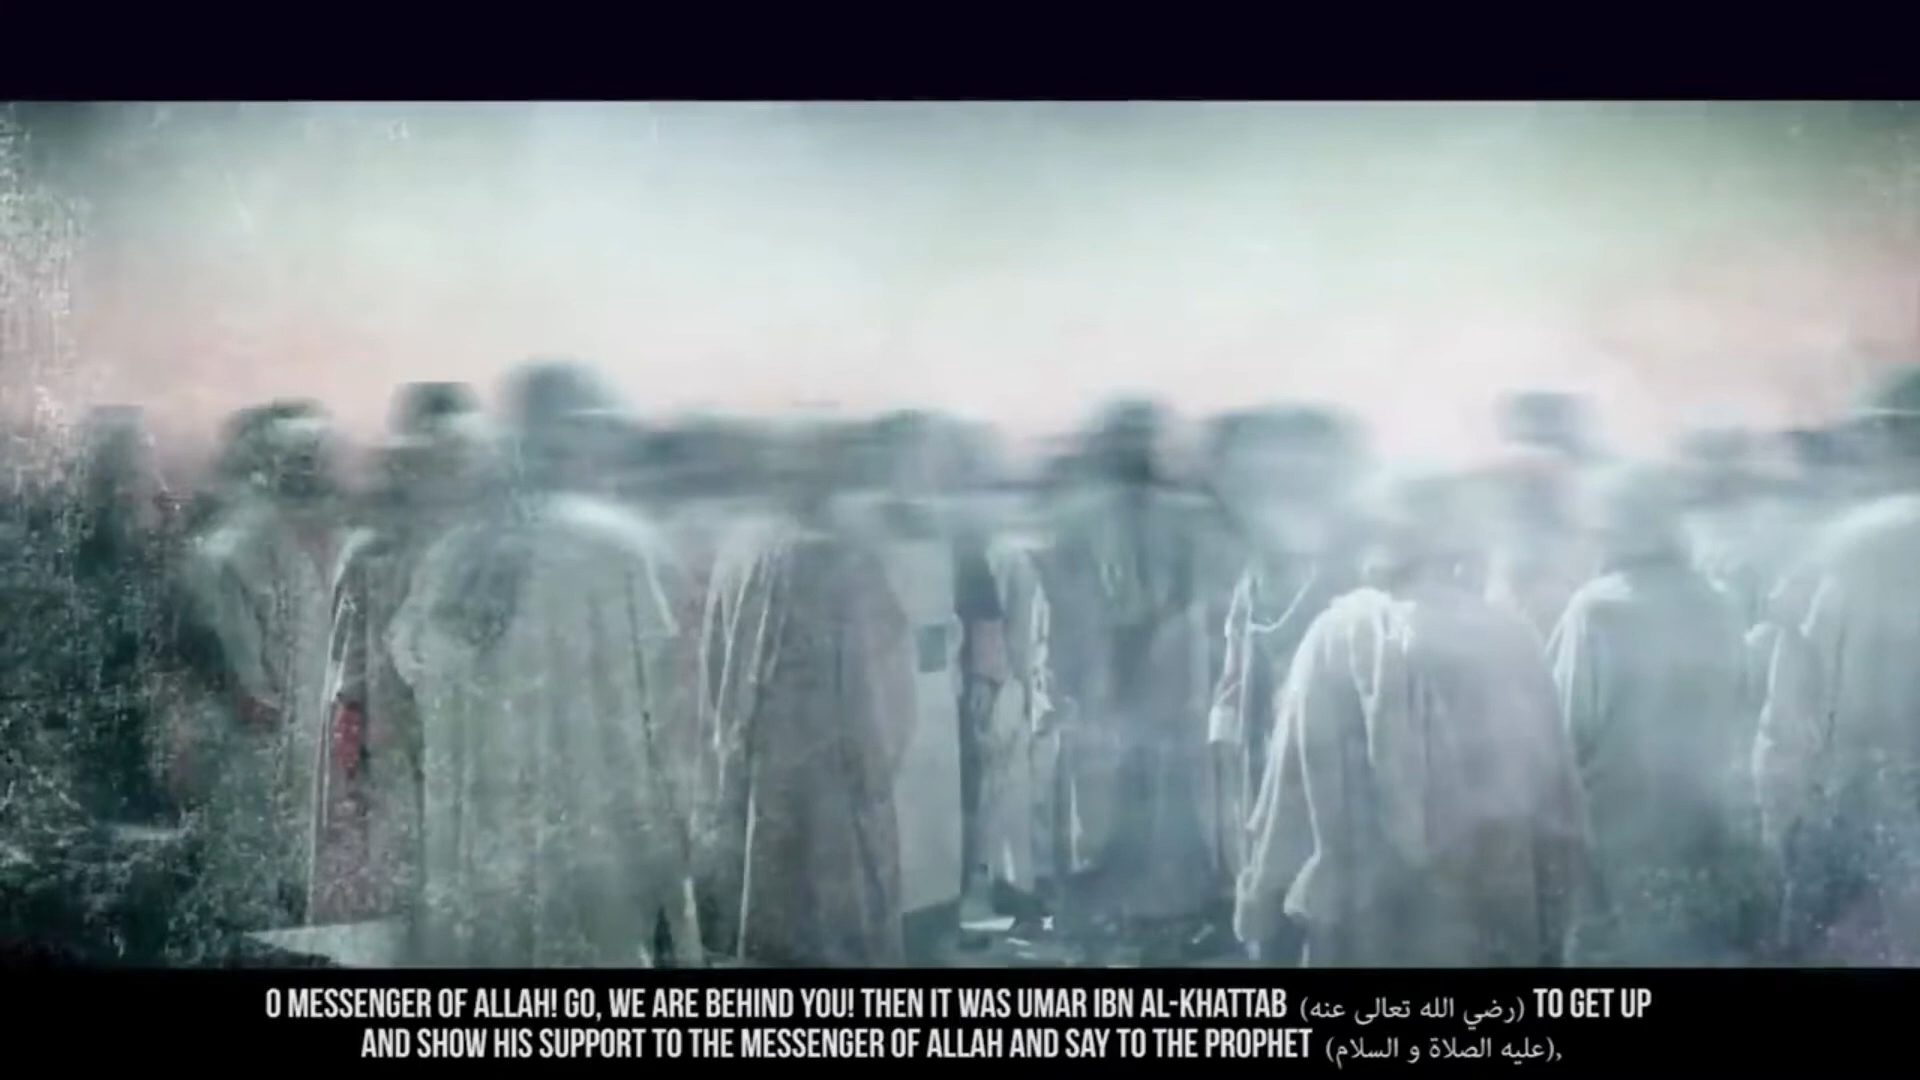 O MESSENGER OF ALLAH! GO, WE ARE BEHIND YOU! THEN IT WAS UMAR IBN AL-KHATTAB (رضي الله تعالى عنه) TO GET UP
AND SHOW HIS SUPPORT TO THE MESSENGER OF ALLAH AND SAY TO THE PROPHET (عليه الصلاة و السلام),